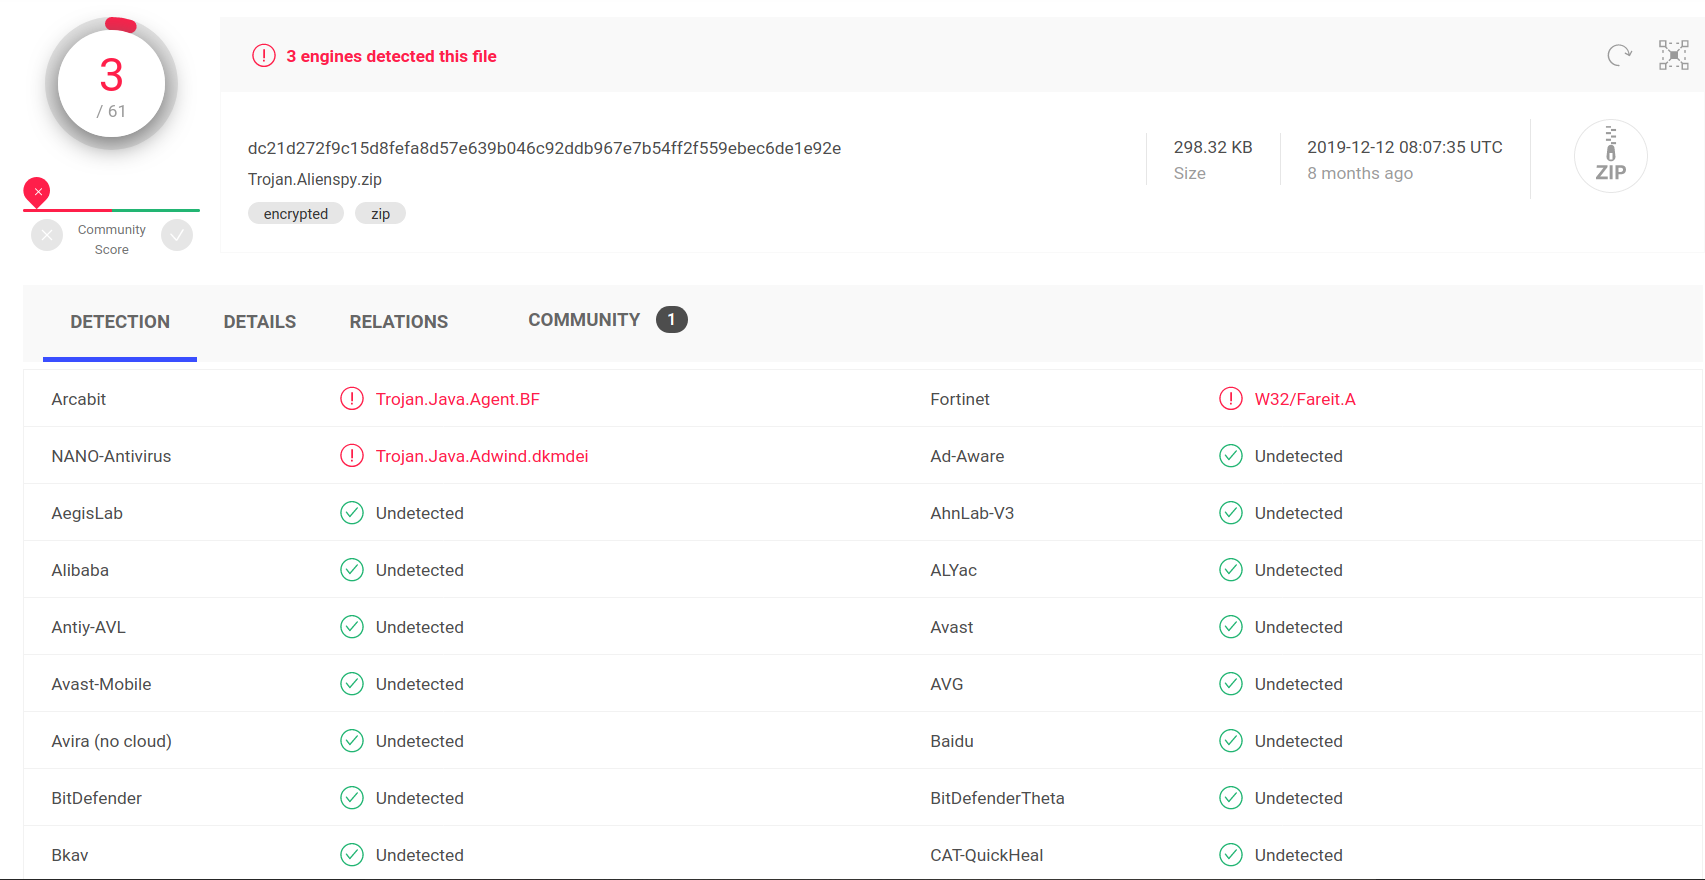 3
/ 61
Community
Score
3 engines detected this file
dc21d272f9c15d8fefa8d57e639b046c92ddb967e7b54ff2f559ebec6de1e92e
Trojan.Alienspy.zip
encrypted zip
298.32 KB
Size
2019-12-12 08:07:35 UTC
8 months ago
ZIP
DETECTION DETAILS RELATIONS COMMUNITY 1
Arcabit Trojan.Java.Agent.BF Fortinet W32/Fareit.A
NANO-Antivirus Trojan.Java.Adwind.dkmdei Ad-Aware Undetected
AegisLab Undetected AhnLab-V3 Undetected
Alibaba Undetected ALYac Undetected
Antiy-AVL Undetected Avast Undetected
Avast-Mobile Undetected AVG Undetected
Avira (no cloud) Undetected Baidu Undetected
BitDefender Undetected BitDefenderTheta Undetected
Bkav Undetected CAT-QuickHeal Undetected